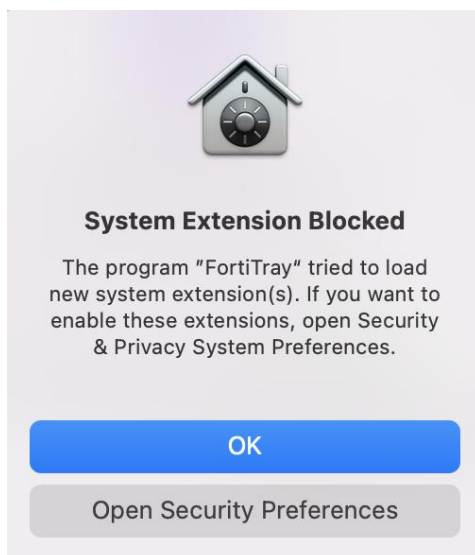 System Extension Blocked
The program "FortiTray“ tried to load
new system extension(s). If you want to
enable these extensions, open Security
& Privacy System Preferences.
OK
Open Security Preferences